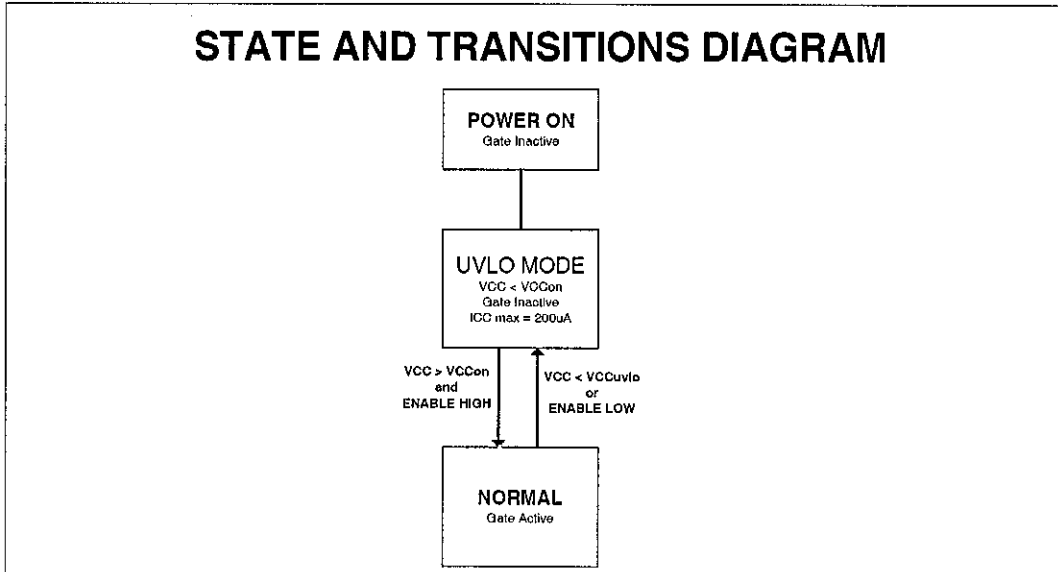 STATE AND TRANSITIONS DIAGRAM
POWER ON
Gate Inactive
UVLO MODE
VCC < VCCon
Gate Inactive
ICC max = 200uA
VCC > VCCon
and
ENABLE HIGH
VCC < VCCuvlo
or
ENABLE LOW
NORMAL
Gate Active